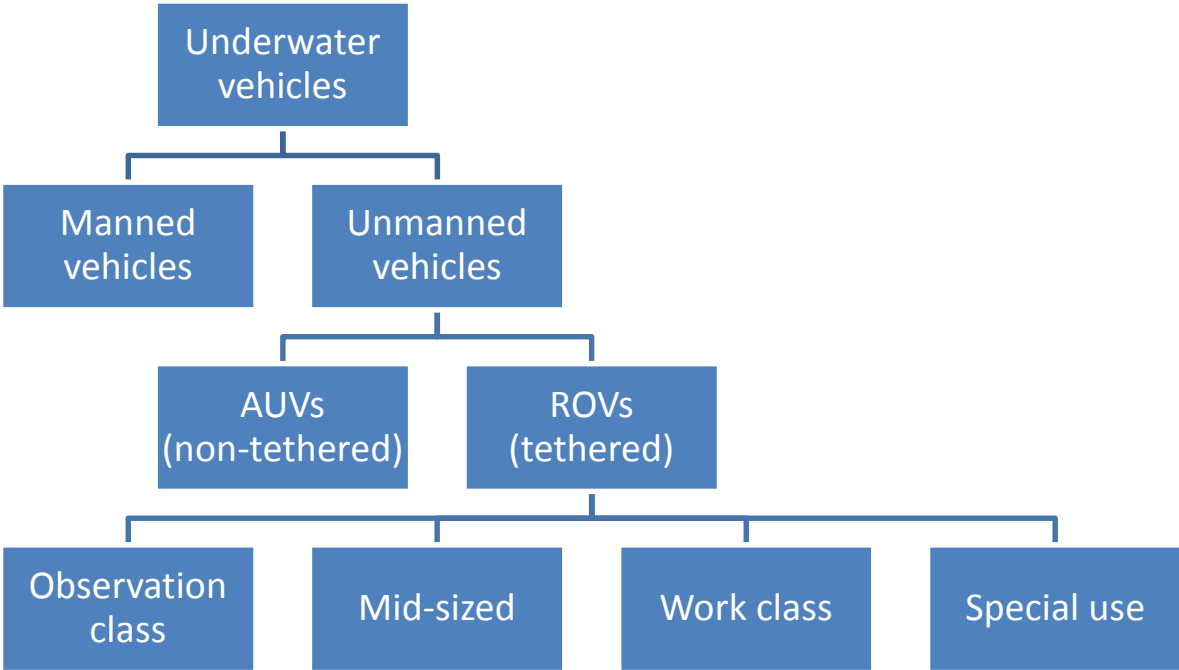 Underwater
vehicles
Manned
vehicles
Unmanned
vehicles
AUVs
(non-tethered)
ROVs
(tethered)
Observation
class
Mid-sized
Work class
Special use